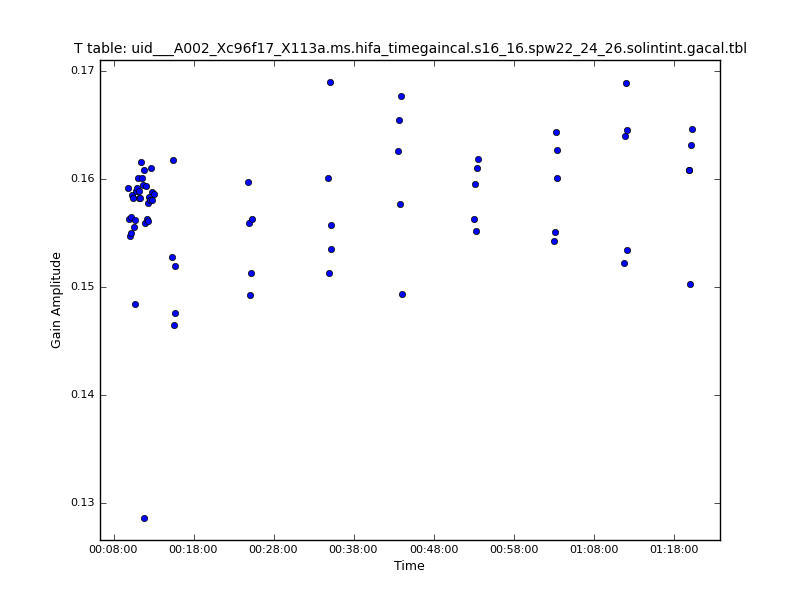 T table: uid___A002_Xc96f17_X113a.ms.hifa_timegaincal.s16_16.spw22_24_26.solintint.gacal.tbl
0.17
0.16
0.15
0.14
0.13
Gain Amplitude
00:08:00 00:18:00 00:28:00 00:38:00 00:48:00 00:58:00 01:08:00 01:18:00
Time